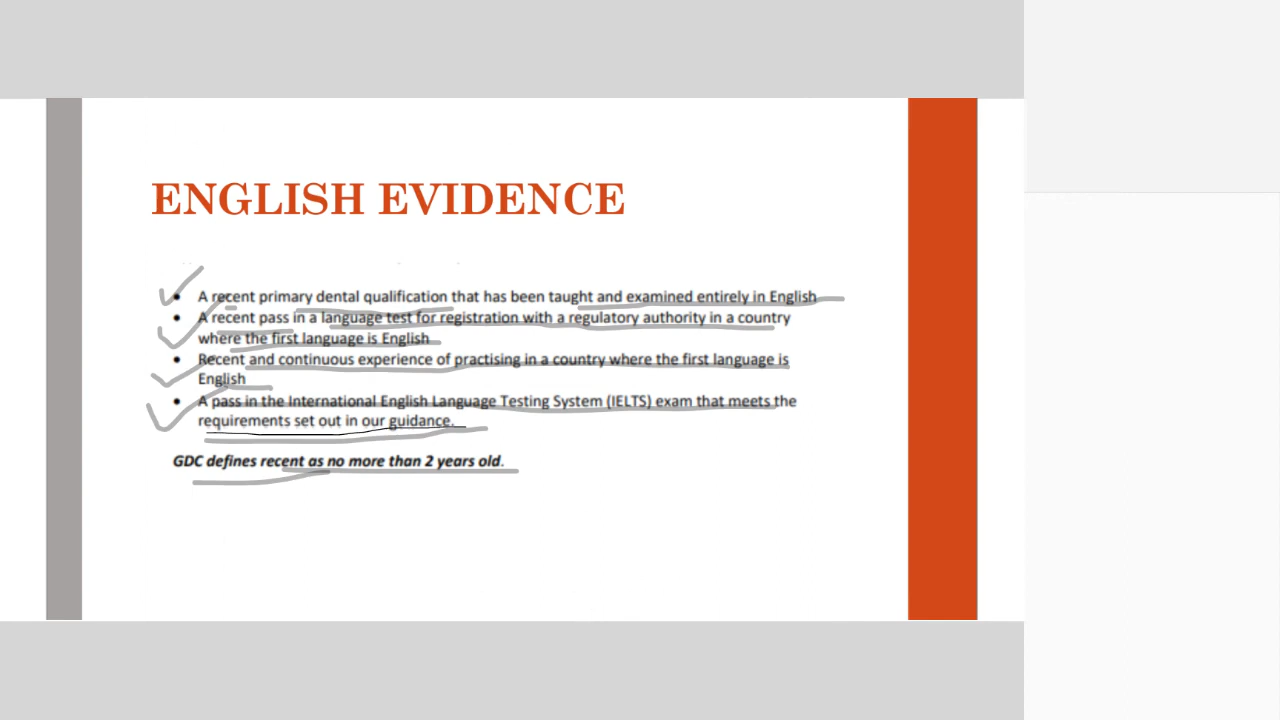 ENGLISH EVIDENCE
• A recent primary dental qualification that has been taught and examined entirely in English
• A recent pass in a language test for registration with a regulatory authority in a country
where the first language is English
• Recent and continuous experience of practising in a country where the first language is
English
• A pass in the International English Language Testing System (IELTS) exam that meets the
requirements set out in our guidance.
GDC defines recent as no more than 2 years old.